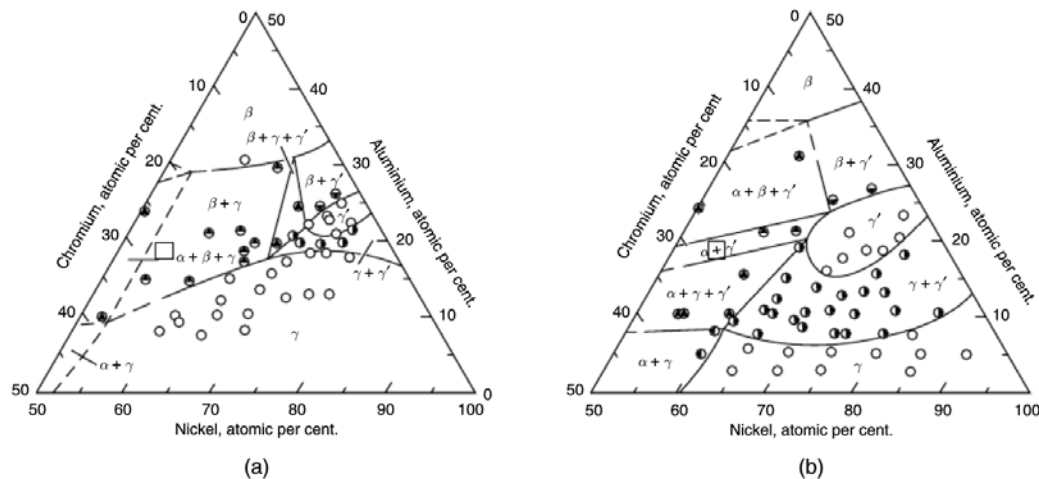 0 50
10 40
β
β + γ + γ′
20 30
β + γ′
β + γ
γ′
30 20
α + β + γ
γ + γ′
40 10
γ
α + γ
50 0
50 60 70 80 90 100
Chromium, atomic per cent.
Aluminium, atomic per cent.
Nickel, atomic per cent.
(a)
0 50
10 40
β
20 30
β + γ′
α + β + γ′
γ′
30 20
α + γ′
α + γ + γ′
γ + γ′
40 10
α + γ
γ
50
50 60 70 80 90 100
Chromium, atomic per cent.
Aluminium, atomic per cent.
Nickel, atomic per cent.
(b)